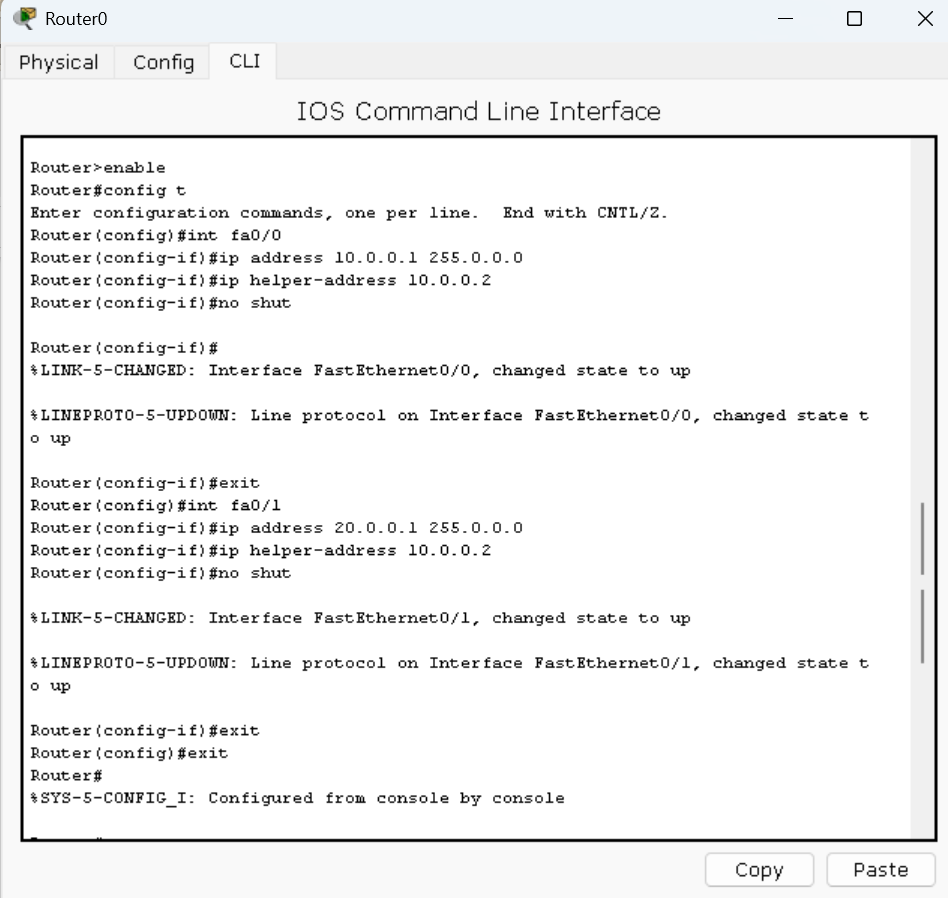 Router0
Physical Config CLI
IOS Command Line Interface
Router>enable
Router#config t
Enter configuration commands, one per line.  End with CNTL/Z.
Router(config)#int fa0/0
Router(config-if)#ip address 10.0.0.1 255.0.0.0
Router(config-if)#ip helper-address 10.0.0.2
Router(config-if)#no shut
Router(config-if)#
%LINK-5-CHANGED: Interface FastEthernet0/0, changed state to up
%LINEPROTO-5-UPDOWN: Line protocol on Interface FastEthernet0/0, changed state t
o up
Router(config-if)#exit
Router(config)#int fa0/1
Router(config-if)#ip address 20.0.0.1 255.0.0.0
Router(config-if)#ip helper-address 10.0.0.2
Router(config-if)#no shut
%LINK-5-CHANGED: Interface FastEthernet0/1, changed state to up
%LINEPROTO-5-UPDOWN: Line protocol on Interface FastEthernet0/1, changed state t
o up
Router(config-if)#exit
Router(config)#exit
Router#
%SYS-5-CONFIG_I: Configured from console by console
Copy Paste